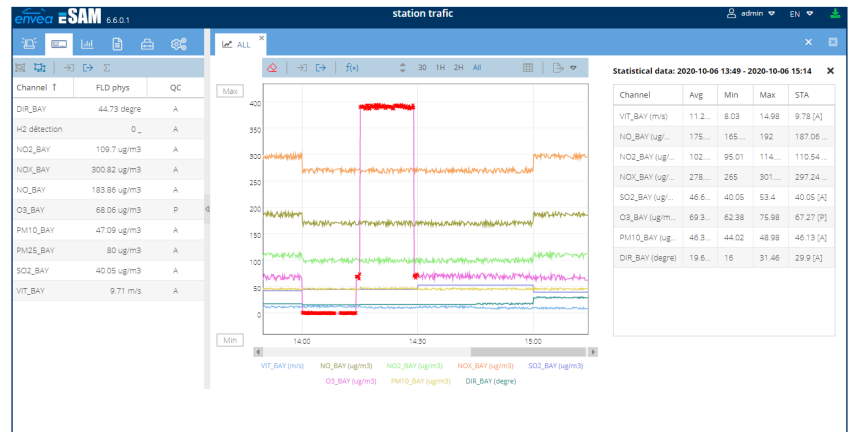 envea ESAM 6.6.0.1
station trafic
admin
EN
ALL
Channel ↑ FLD phys QC
DIR_BAY 44.73 degre A
H2 détection 0 _ A
NO2_BAY 109.7 ug/m3 A
NOX_BAY 300.82 ug/m3 A
NO_BAY 183.86 ug/m3 A
O3_BAY 68.06 ug/m3 P
PM10_BAY 47.09 ug/m3 A
PM25_BAY 80 ug/m3 A
SO2_BAY 40.05 ug/m3 A
VIT_BAY 9.71 m/s A
f(×) 30 1H 2H All
Max
400
350
300
250
200
150
100
50
0
Min
14:00 14:30 15:00
VIT_BAY (m/s) NO_BAY (ug/m3) NO2_BAY (ug/m3) NOX_BAY (ug/m3) SO2_BAY (ug/m3)
O3_BAY (ug/m3) PM10_BAY (ug/m3) DIR_BAY (degre)
Statistical data: 2020-10-06 13:49 - 2020-10-06 15:14
Channel Avg Min Max STA
VIT_BAY (m/s) 11.2... 8.03 14.98 9.78 [A]
NO_BAY (ug/... 175.... 165.... 192 187.06 ...
NO2_BAY (ug/... 102.... 95.01 114.... 110.54 ...
NOX_BAY (ug/... 278.... 265 301.... 297.24 ...
SO2_BAY (ug/... 46.6... 40.05 53.4 40.05 [A]
O3_BAY (ug/m... 69.3... 62.38 75.98 67.27 [P]
PM10_BAY (ug... 46.3... 44.02 48.98 46.13 [A]
DIR_BAY (degre) 19.6... 16 31.46 29.9 [A]